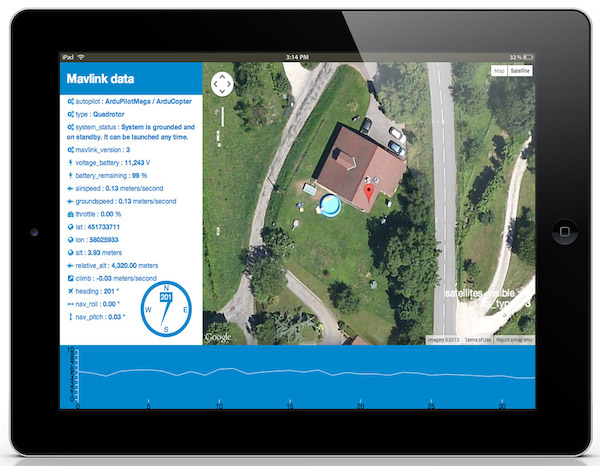 iPad
3:14 PM
32 %
Mavlink data
autopilot : ArduPilotMega / ArduCopter
type : Quadrotor
system_status : System is grounded and
on standby. It can be launched any time.
mavlink_version : 3
voltage_battery : 11,243 V
battery_remaining : 99 %
airspeed : 0.13 meters/second
groundspeed : 0.13 meters/second
throttle : 0.00 %
lat : 451733711
lon : 58025933
alt : 3.93 meters
relative_alt : 4,320.00 meters
climb : -0.03 meters/second
heading : 201 °
nav_roll : 0.00 °
nav_pitch : 0.03 °
N
201
W
E
S
Map
Satellite
satellites_visible
3
Google
Imagery ©2013
Terms of Use
Report a map error
0
5
10
15
20
25
30